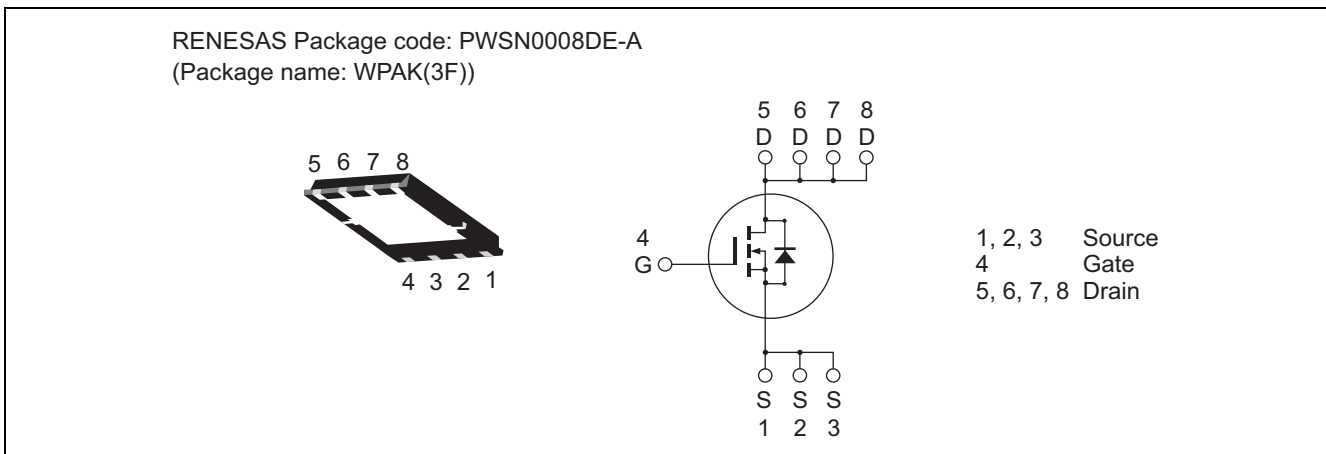 RENESAS Package code: PWSN0008DE-A
(Package name: WPAK(3F))
5 6 7 8
4 3 2 1
5 6 7 8
D D D D
4
G
S S S
1 2 3
1, 2, 3 Source
4 Gate
5, 6, 7, 8 Drain